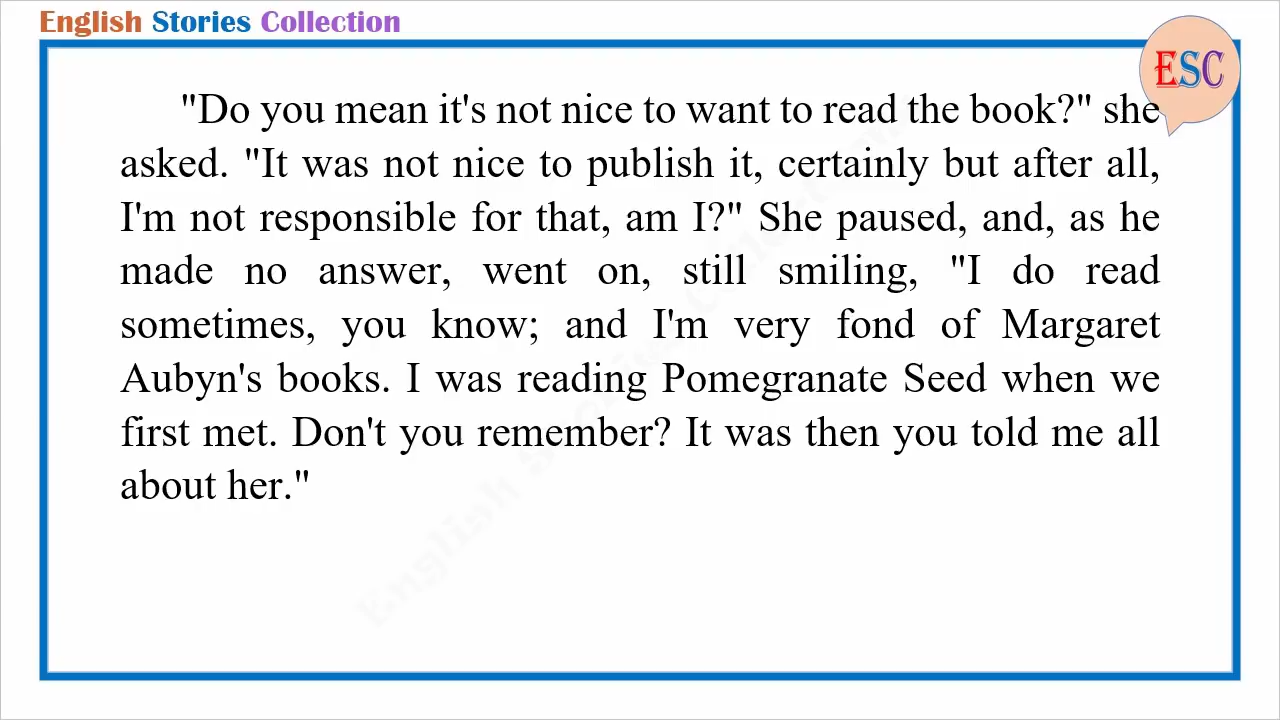 English Stories Collection
ESC
"Do you mean it's not nice to want to read the book?" she
asked. "It was not nice to publish it, certainly but after all,
I'm not responsible for that, am I?" She paused, and, as he
made no answer, went on, still smiling, "I do read
sometimes, you know; and I'm very fond of Margaret
Aubyn's books. I was reading Pomegranate Seed when we
first met. Don't you remember? It was then you told me all
about her."
English Stories Collection